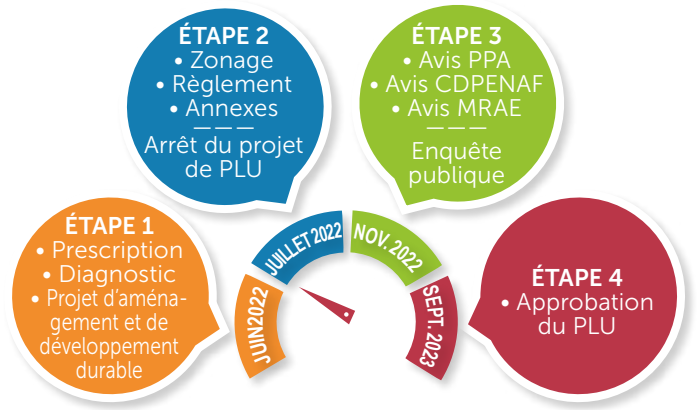 ÉTAPE 1
• Prescription
• Diagnostic
• Projet d'aména-
gement et de
développement
durable
ÉTAPE 2
• Zonage
• Règlement
• Annexes
———
Arrêt du projet
de PLU
ÉTAPE 3
• Avis PPA
• Avis CDPENAF
• Avis MRAE
———
Enquête
publique
ÉTAPE 4
• Approbation
du PLU
JUIN2022
JUILLET 2022
NOV. 2022
SEPT. 2023